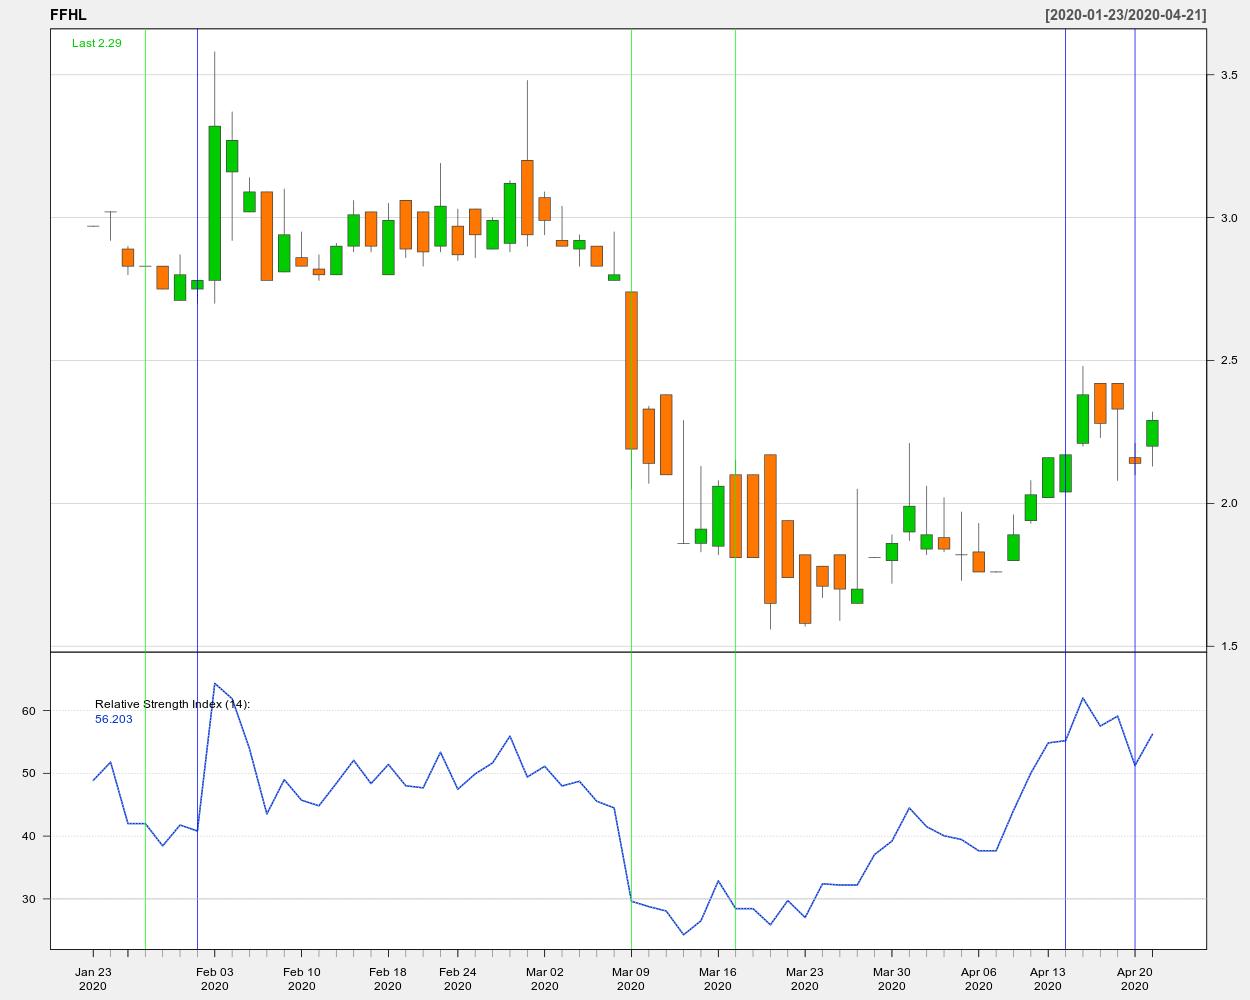 FFHL
[2020-01-23/2020-04-21]
Last 2.29
3.5
3.0
2.5
2.0
1.5
Relative Strength Index (14):
56.203
60
50
40
30
Jan 23 Feb 03 Feb 10 Feb 18 Feb 24 Mar 02 Mar 09 Mar 16 Mar 23 Mar 30 Apr 06 Apr 13 Apr 20
2020 2020 2020 2020 2020 2020 2020 2020 2020 2020 2020 2020 2020